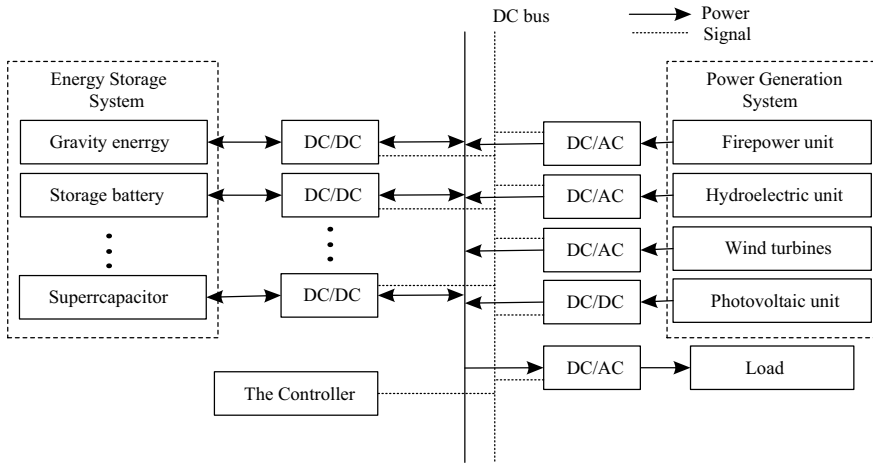 DC bus
Power
Signal
Energy Storage
System
Power Generation
System
Gravity enerrgy
DC/DC
DC/AC
Firepower unit
Storage battery
DC/DC
DC/AC
Hydroelectric unit
DC/AC
Wind turbines
Superrcapacitor
DC/DC
DC/DC
Photovoltaic unit
DC/AC
Load
The Controller